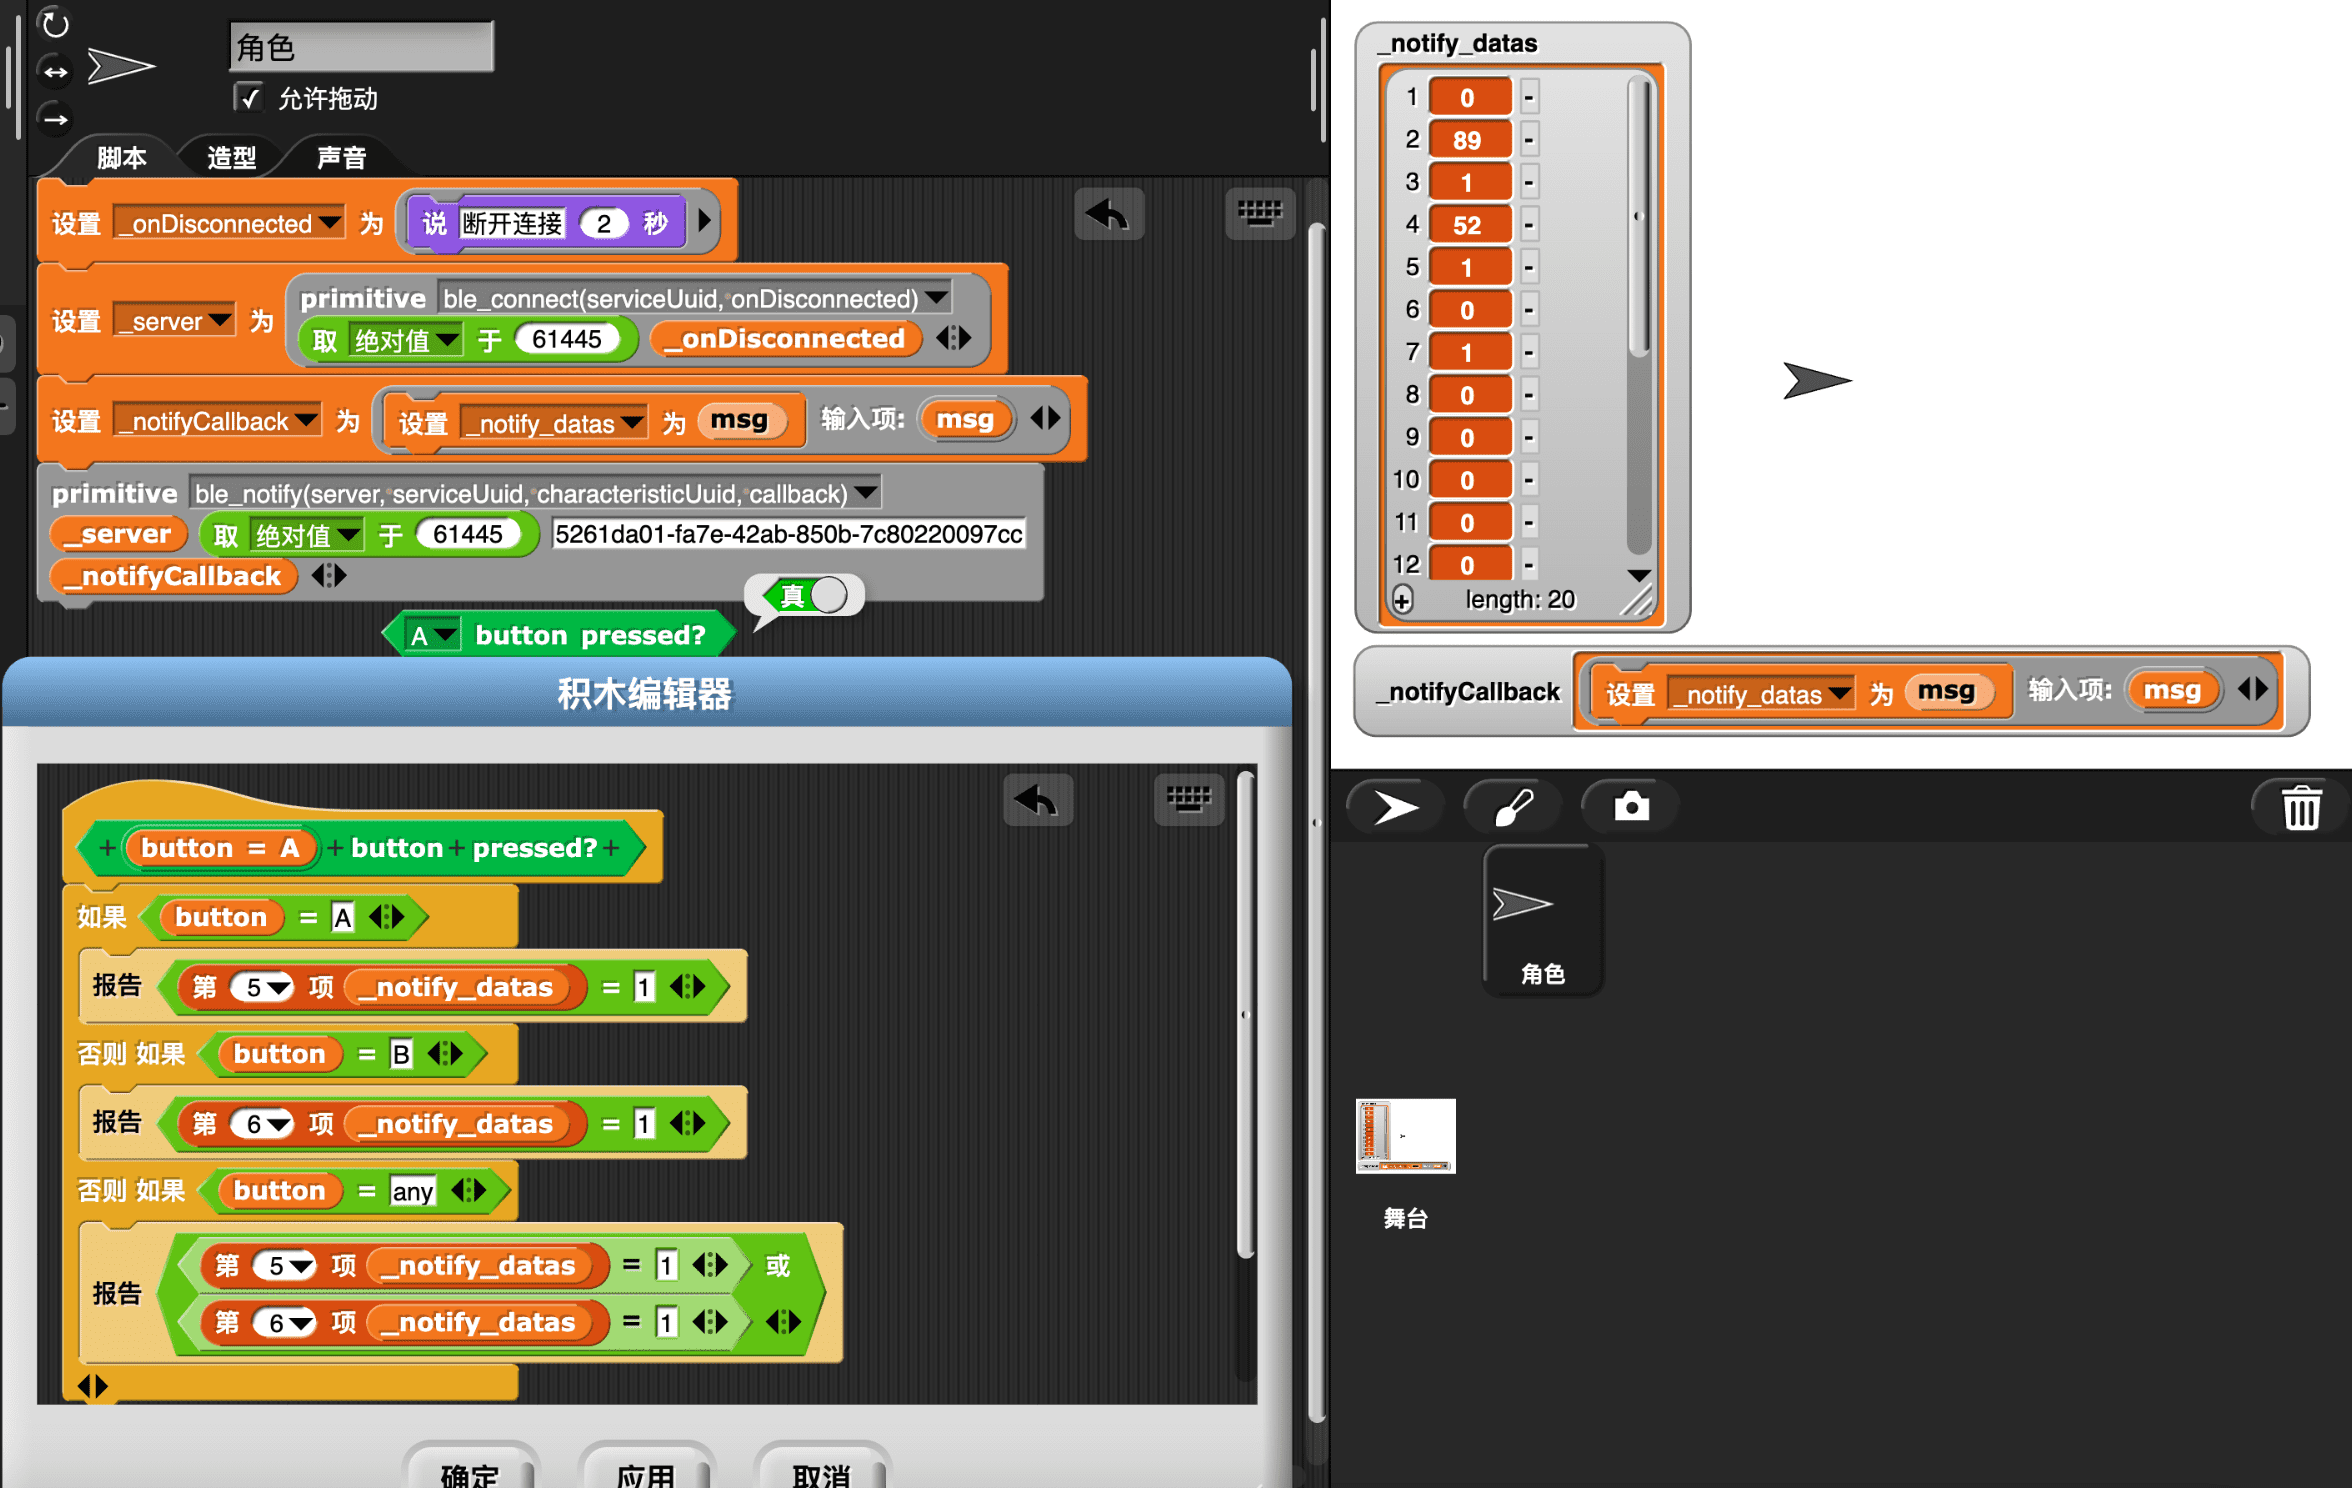 角色
允许拖动
脚本 造型 声音
设置 _onDisconnected 为 说 断开连接 2 秒
设置 _server 为 primitive ble_connect(serviceUuid, onDisconnected)
取 绝对值 于 61445 _onDisconnected
设置 _notifyCallback 为 设置 _notify_datas 为 msg 输入项: msg
primitive ble_notify(server, serviceUuid, characteristicUuid, callback)
_server 取 绝对值 于 61445 5261da01-fa7e-42ab-850b-7c80220097cc
_notifyCallback
真
A button pressed?
积木编辑器
+ button = A + button + pressed? +
如果 button = A
报告 第 5 项 _notify_datas = 1
否则 如果 button = B
报告 第 6 项 _notify_datas = 1
否则 如果 button = any
报告 第 5 项 _notify_datas = 1 或
第 6 项 _notify_datas = 1
确定 应用 取消
_notify_datas
1 0 -
2 89 -
3 1 -
4 52 -
5 1 -
6 0 -
7 1 -
8 0 -
9 0 -
10 0 -
11 0 -
12 0 -
+ length: 20
_notifyCallback 设置 _notify_datas 为 msg 输入项: msg
角色
舞台